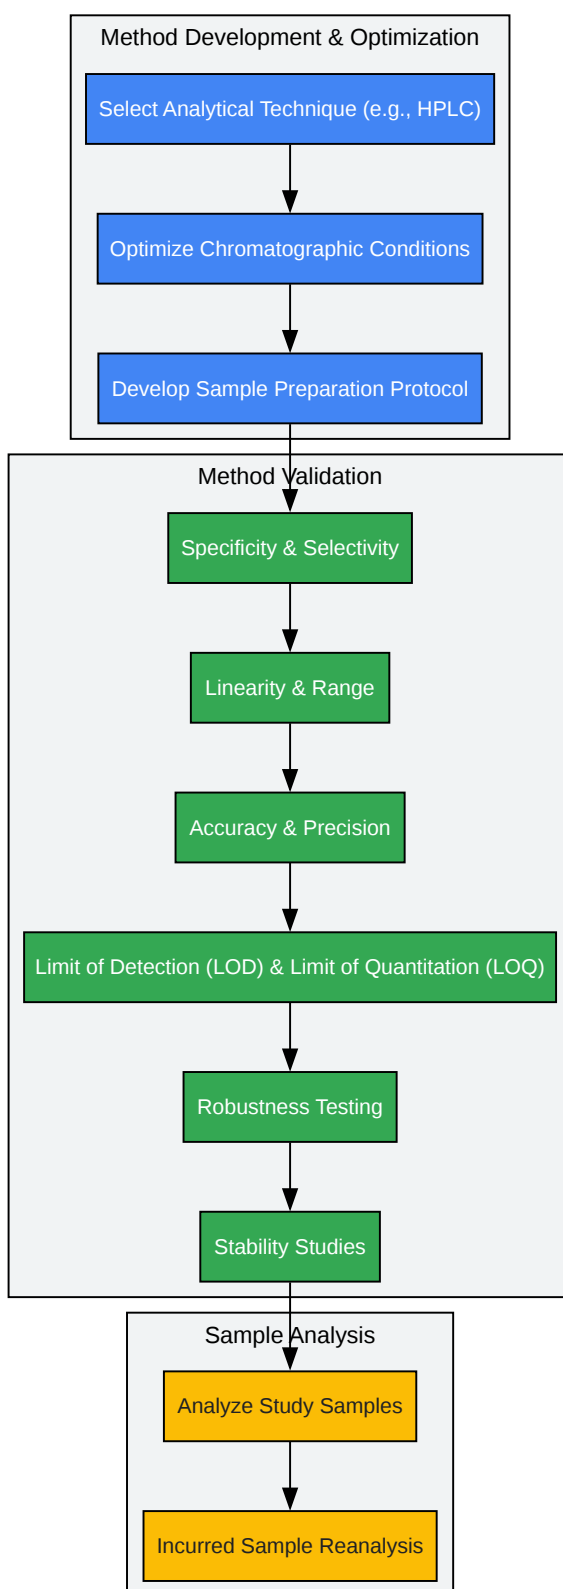 Method Development & Optimization
Select Analytical Technique (e.g., HPLC)
Optimize Chromatographic Conditions
Develop Sample Preparation Protocol
Method Validation
Specificity & Selectivity
Linearity & Range
Accuracy & Precision
Limit of Detection (LOD) & Limit of Quantitation (LOQ)
Robustness Testing
Stability Studies
Sample Analysis
Analyze Study Samples
Incurred Sample Reanalysis